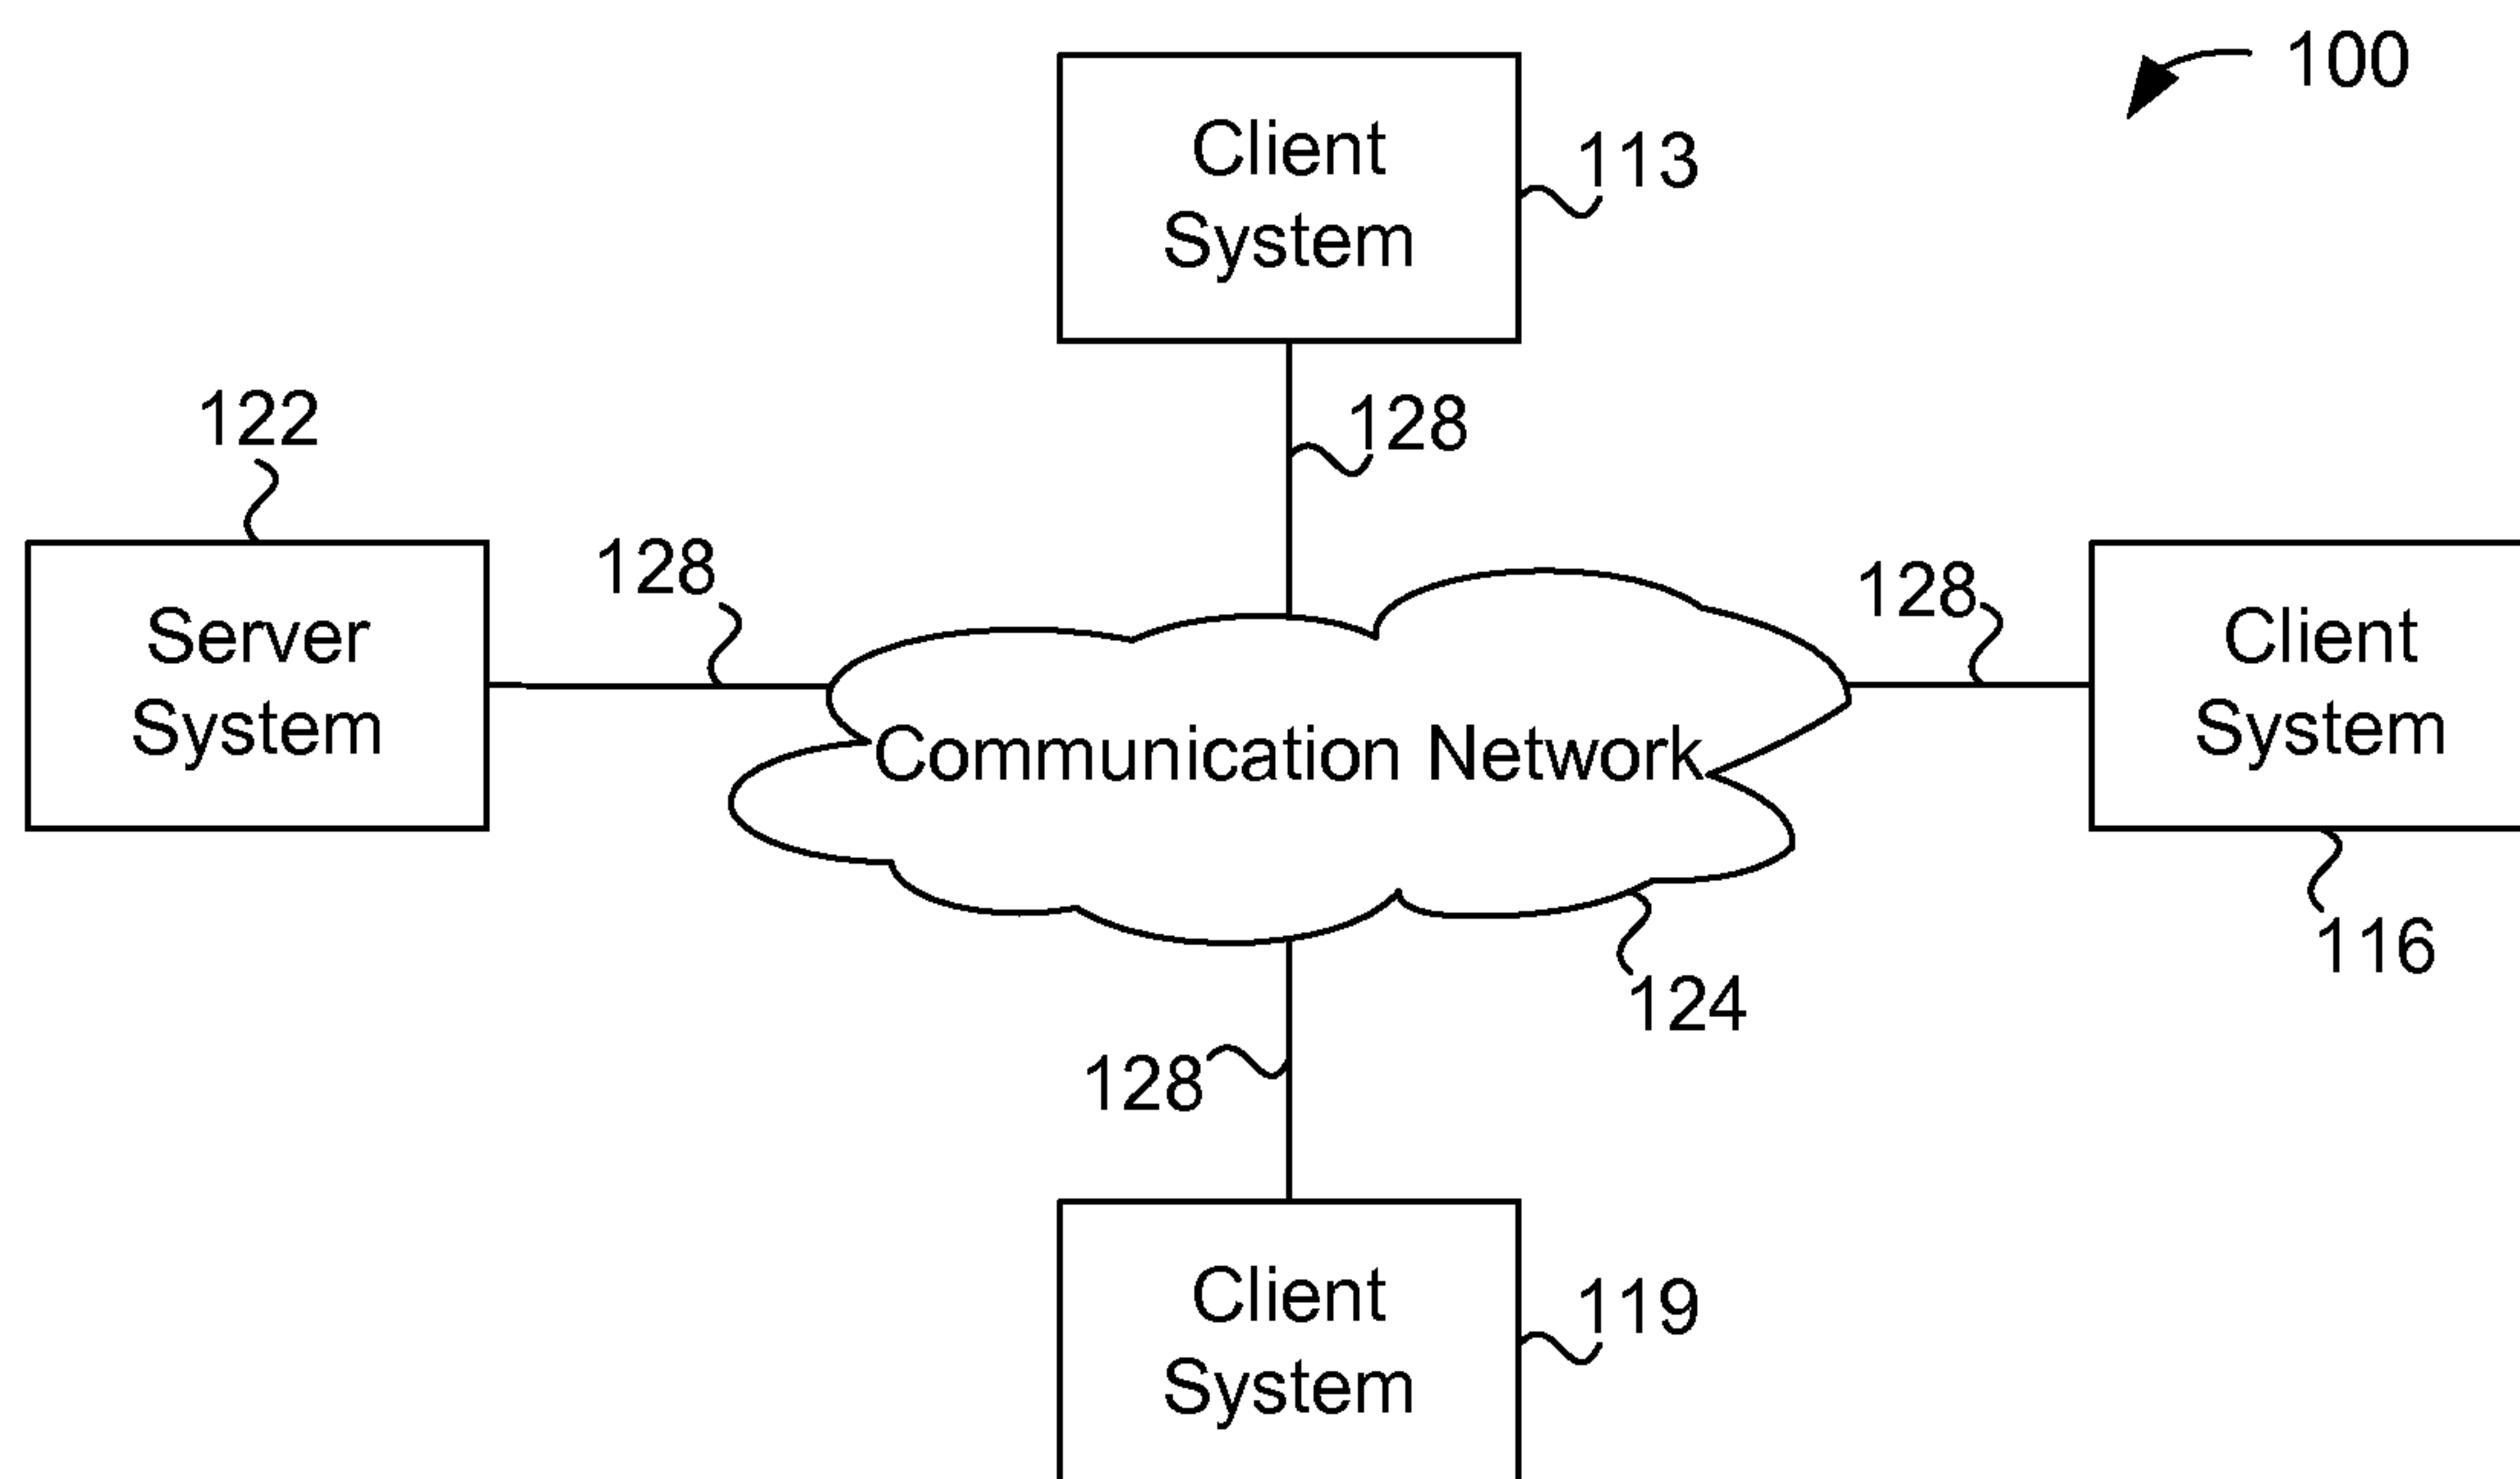 100
Client
System
113
128
122
128
128
Server
System
Client
System
Communication Network
116
124
128
Client
System
119